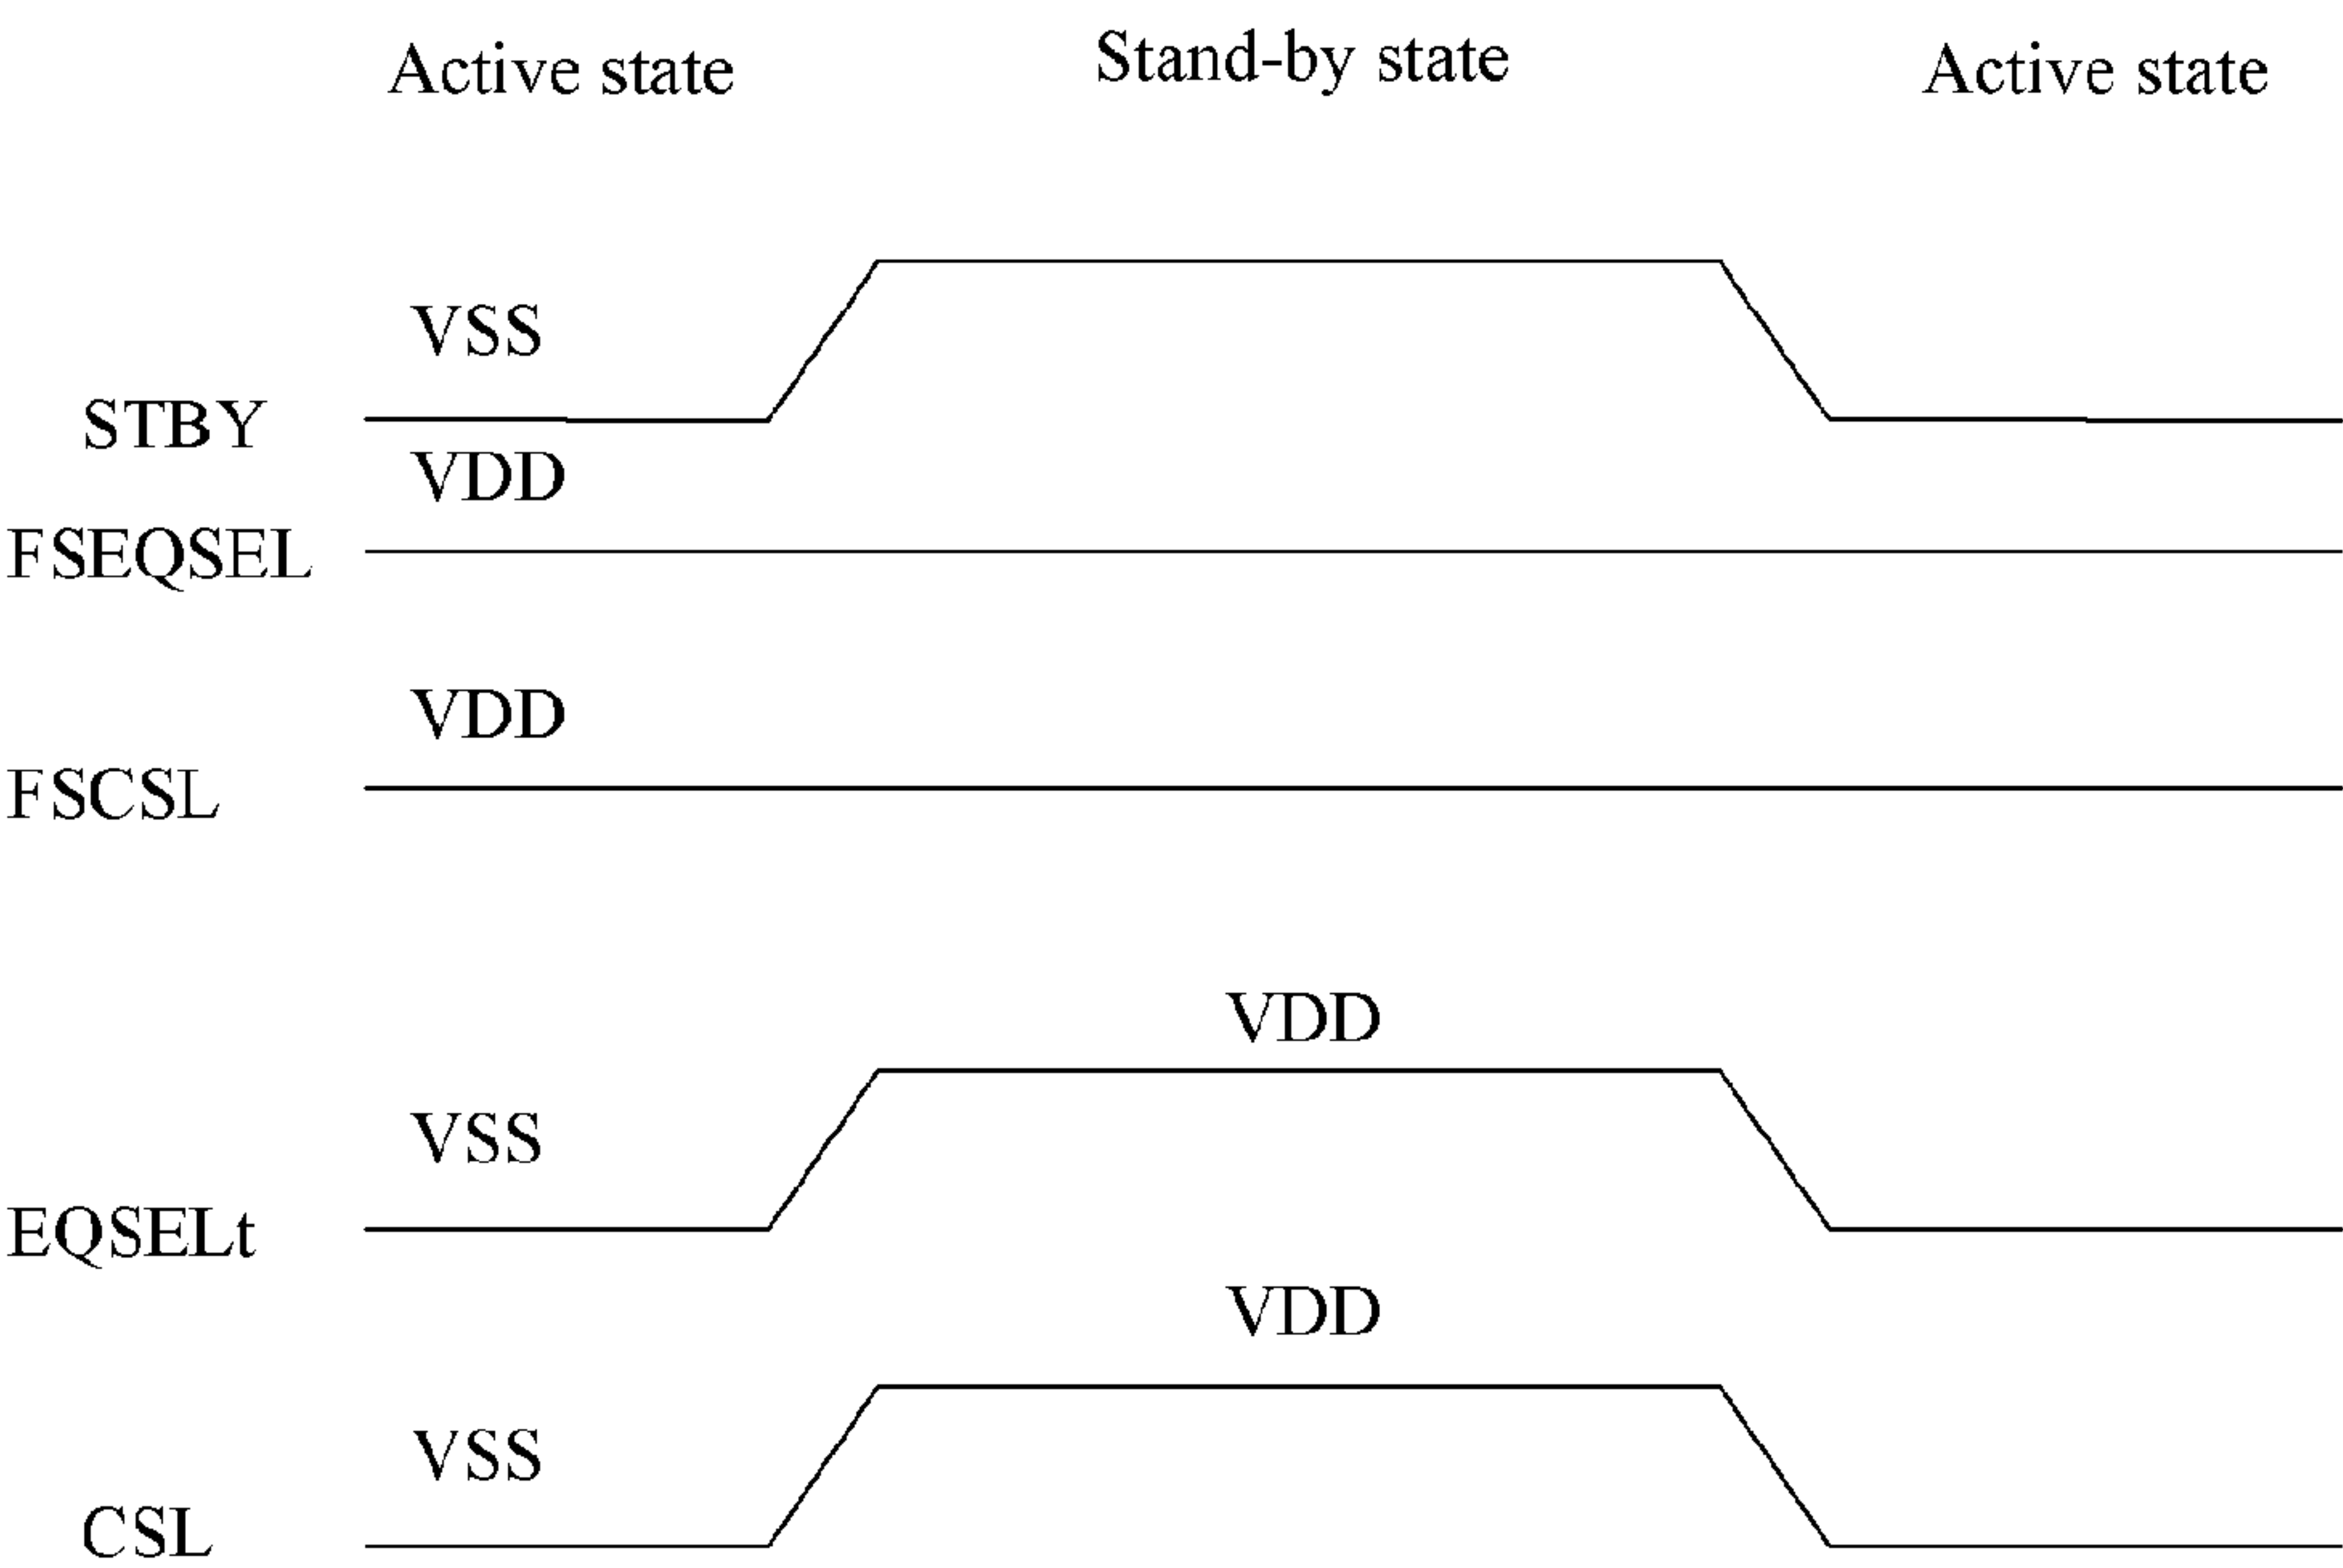 Active state Stand-by state Active state
VSS
STBY
VDD
FSEQSEL
VDD
FSCSL
VDD
VSS
EQSELt
VDD
VSS
CSL